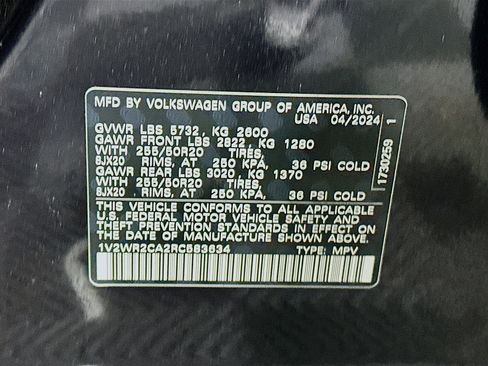 MFD BY VOLKSWAGEN GROUP OF AMERICA, INC.
USA 04/2024
GVWR LBS 5732 , KG 2600
GAWR FRONT LBS 2822 , KG 1280
WITH 255/50R20 TIRES,
8JX20 RIMS, AT 250 KPA, 36 PSI COLD
GAWR REAR LBS 3020 , KG 1370
WITH 255/50R20 TIRES,
8JX20 RIMS, AT 250 KPA, 36 PSI COLD
THIS VEHICLE CONFORMS TO ALL APPLICABLE
U.S. FEDERAL MOTOR VEHICLE SAFETY AND
THEFT PREVENTION STANDARDS IN EFFECT ON
THE DATE OF MANUFACTURE SHOWN ABOVE
1V2WR2CA2RC583634 TYPE: MPV
1730259 1